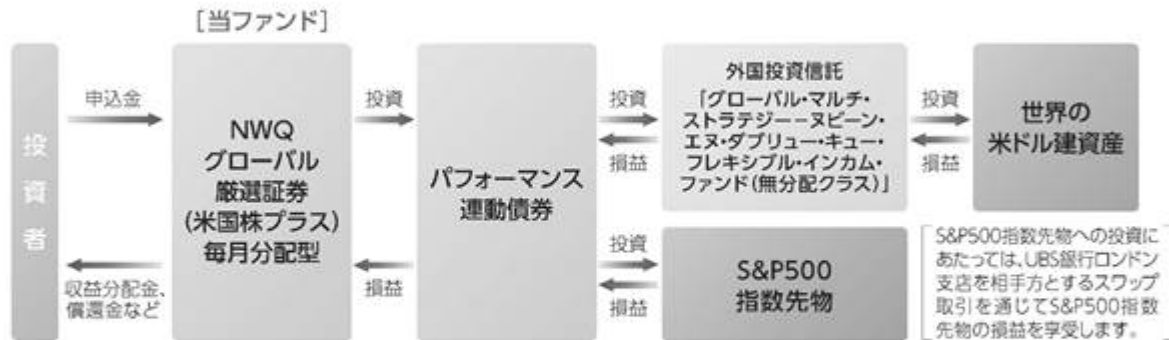 [当ファンド]
投資者
申込金
収益分配金、
償還金など
NWQ
グローバル
厳選証券
(米国株プラス)
毎月分配型
投資
損益
パフォーマンス
連動債券
投資
損益
外国投資信託
「グローバル・マルチ・
ストラテジー－ヌビーン・
エヌ・ダブリュー・キュー・
フレキシブル・インカム・
ファンド(無分配クラス)」
投資
損益
世界の
米ドル建資産
投資
損益
S&P500
指数先物
S&P500指数先物への投資に
あたっては、UBS銀行ロンドン
支店を相手方とするスワップ
取引を通じてS&P500指数
先物の損益を享受します。